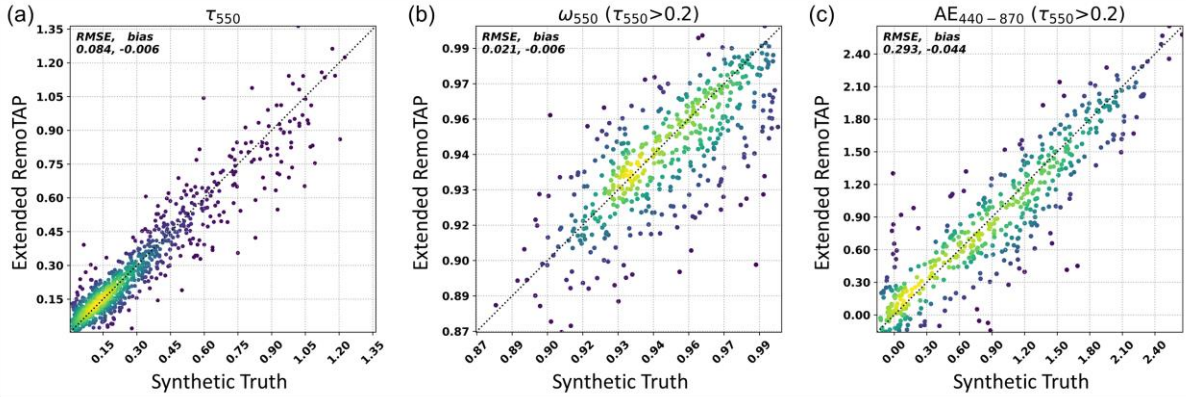 (a)
τ550
RMSE, bias
0.084, -0.006
Extended RemoTAP
1.35
1.20
1.05
0.90
0.75
0.60
0.45
0.30
0.15
0.15 0.30 0.45 0.60 0.75 0.90 1.05 1.20 1.35
Synthetic Truth
(b)
ω550 (τ550>0.2)
RMSE, bias
0.021, -0.006
Extended RemoTAP
0.99
0.97
0.96
0.94
0.93
0.92
0.90
0.89
0.87
0.87 0.89 0.90 0.92 0.93 0.94 0.96 0.97 0.99
Synthetic Truth
(c)
AE440−870 (τ550>0.2)
RMSE, bias
0.293, -0.044
Extended RemoTAP
2.40
2.10
1.80
1.50
1.20
0.90
0.60
0.30
0.00
0.00 0.30 0.60 0.90 1.20 1.50 1.80 2.10 2.40
Synthetic Truth